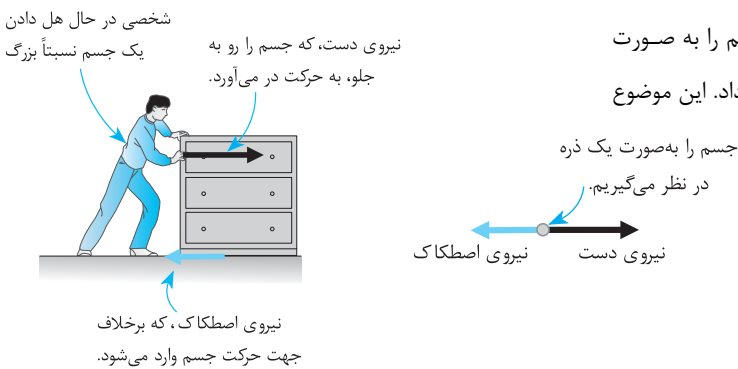 شخصی در حال هل دادن
یک جسم نسبتاً بزرگ
نیروی دست، که جسم را رو به
جلو، به حرکت در می‌آورد.
نیروی اصطکاک، که برخلاف
جهت حرکت جسم وارد می‌شود.
را به صـورت
این موضوع
جسم را به‌صورت یک ذره
در نظر می‌گیریم.
نیروی دست
نیروی اصطکاک